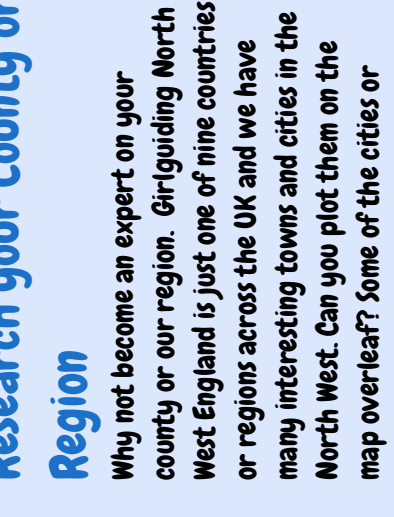 Research your County or
Region
Why not become an expert on your
county or our region. Girlguiding North
West England is just one of nine countries
or regions across the UK and we have
many interesting towns and cities in the
North West. Can you plot them on the
map overleaf? Some of the cities or